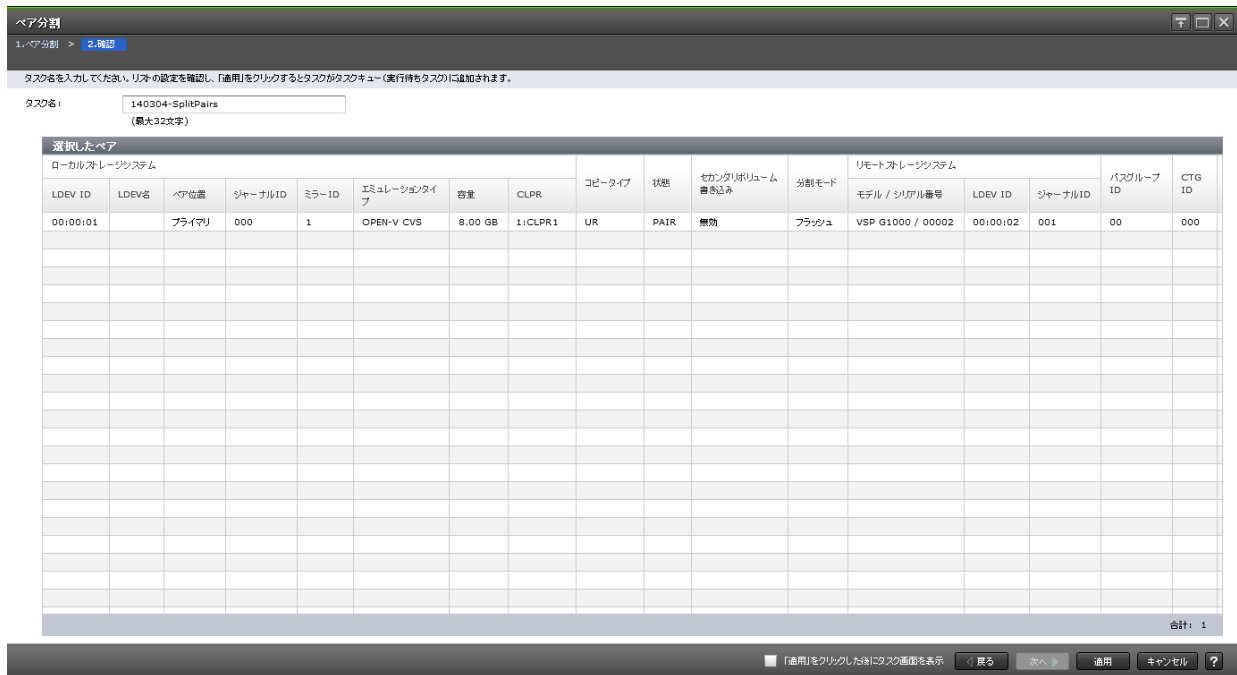 ペア分割
1.ペア分割 > 2.確認
タスク名を入力してください。リストの設定を確認し、「適用」をクリックするとタスクがタスクキュー(実行待ちタスク)に追加されます。
タスク名: 140304-SplitPairs
(最大32文字)
選択したペア
ローカルストレージシステム コピータイプ 状態 セカンダリボリューム書き込み 分割モード リモートストレージシステム パスグループID CTG ID
LDEV ID LDEV名 ペア位置 ジャーナルID ミラーID エミュレーションタイプ 容量 CLPR モデル / シリアル番号 LDEV ID ジャーナルID
00:00:01 プライマリ 000 1 OPEN-V CVS 8.00 GB 1:CLPR1 UR PAIR 無効 フラッシュ VSP G1000 / 00002 00:00:02 001 00 000
合計: 1
「適用」をクリックした後にタスク画面を表示 戻る 次へ 適用 キャンセル ?